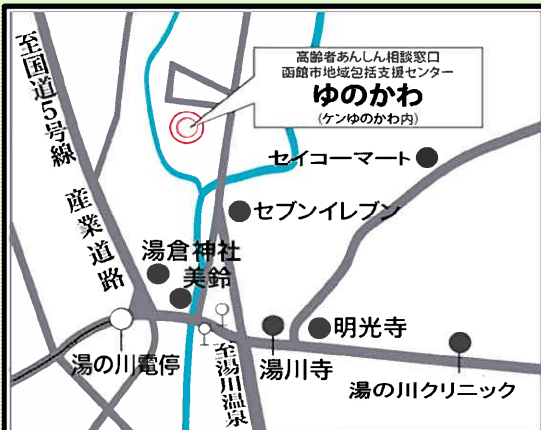 至国道5号線
産業道路
高齢者あんしん相談窓口
函館市地域包括支援センター
ゆのかわ
(ケンゆのかわ内)
セイコーマート
セブンイレブン
湯倉神社
美鈴
湯の川電停
至湯川温泉
湯川寺
明光寺
湯の川クリニック